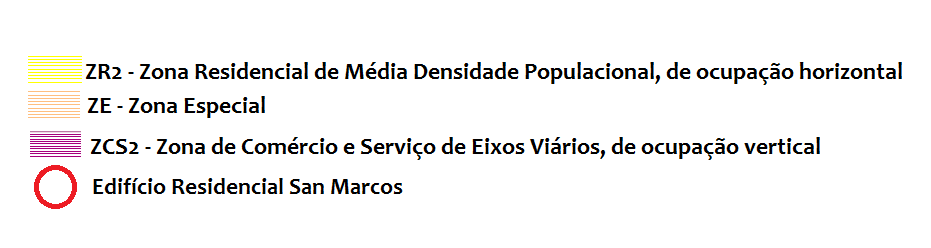 ZR2 - Zona Residencial de Média Densidade Populacional, de ocupação horizontal
ZE - Zona Especial
ZCS2 - Zona de Comércio e Serviço de Eixos Viários, de ocupação vertical
Edifício Residencial San Marcos